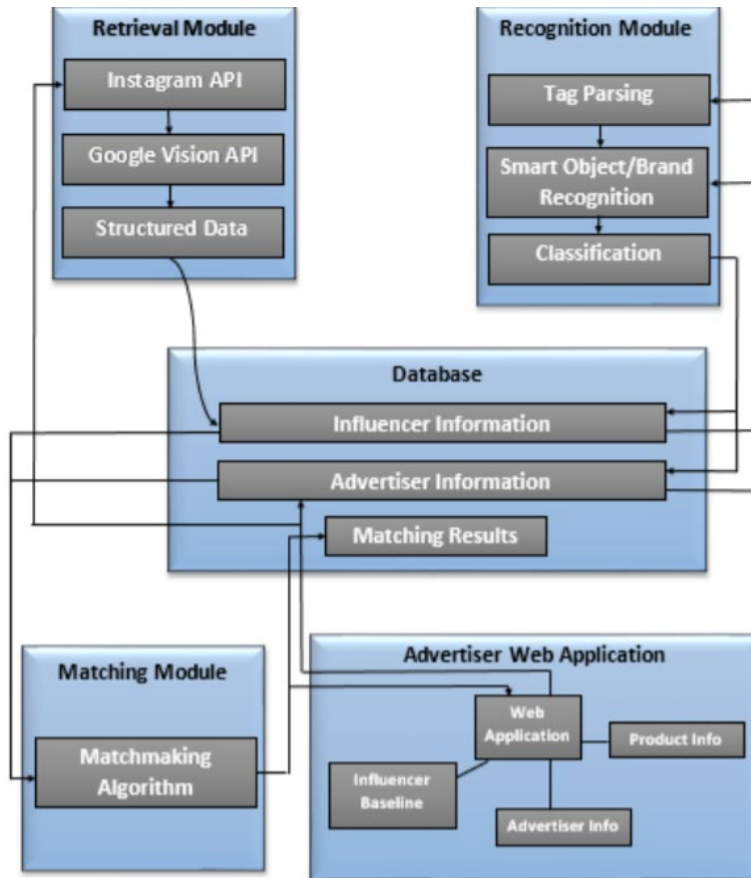 Retrieval Module
Instagram API
Google Vision API
Structured Data
Recognition Module
Tag Parsing
Smart Object/Brand
Recognition
Classification
Database
Influencer Information
Advertiser Information
Matching Results
Matching Module
Matchmaking
Algorithm
Advertiser Web Application
Web
Application
Product Info
Influencer
Baseline
Advertiser Info